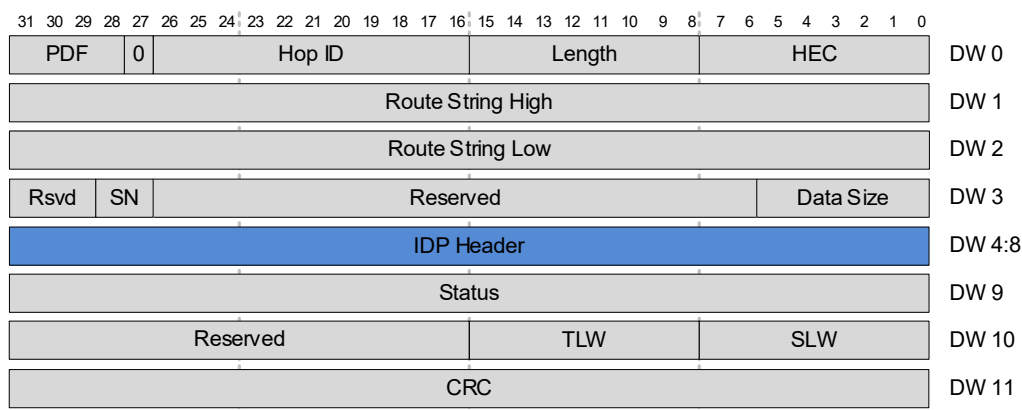 31 30 29 28 27 26 25 24 23 22 21 20 19 18 17 16 15 14 13 12 11 10 9 8 7 6 5 4 3 2 1 0
PDF 0 Hop ID Length HEC DW 0
Route String High DW 1
Route String Low DW 2
Rsvd SN Reserved Data Size DW 3
IDP Header DW 4:8
Status DW 9
Reserved TLW SLW DW 10
CRC DW 11